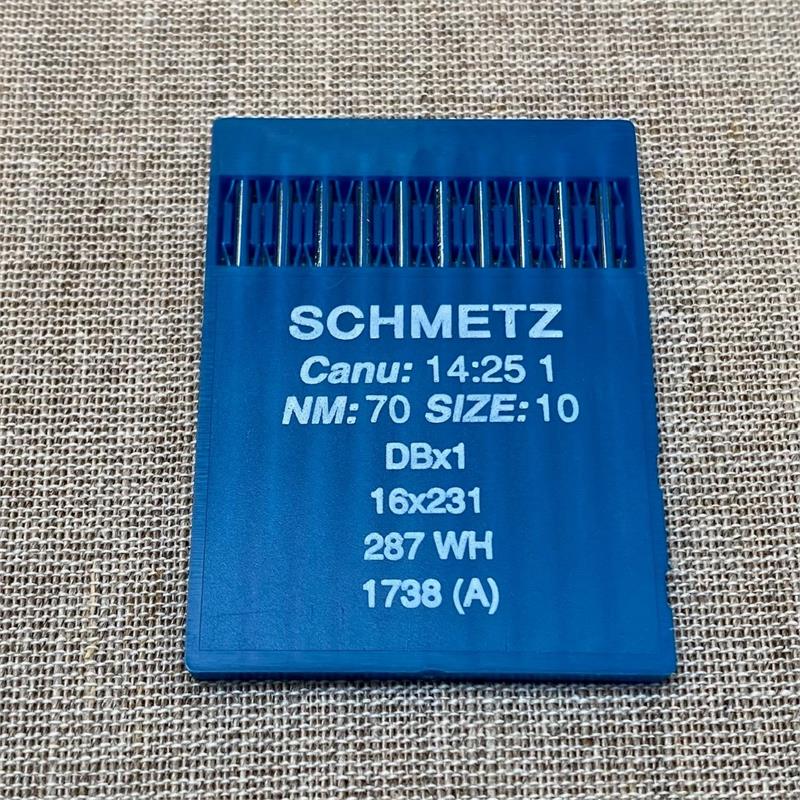 SCHMETZ
Canu: 14:25 1
NM: 70 SIZE: 10
DBx1
16x231
287 WH
1738 (A)